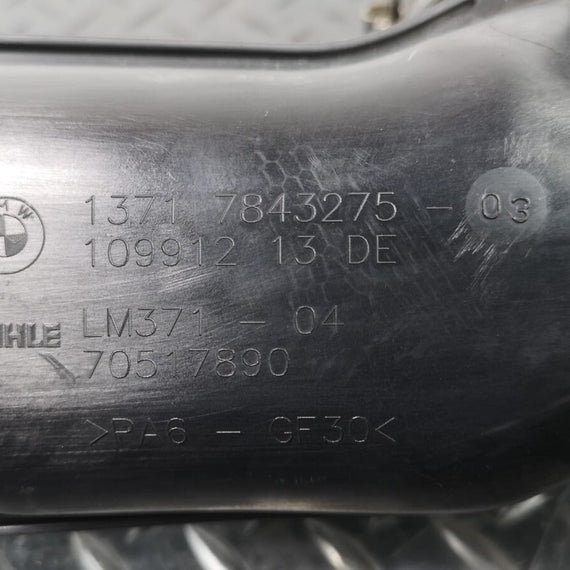 1371 7843275 - 03
109912 13 DE
LM371 - 04
70517890
>PA6 - GF30<